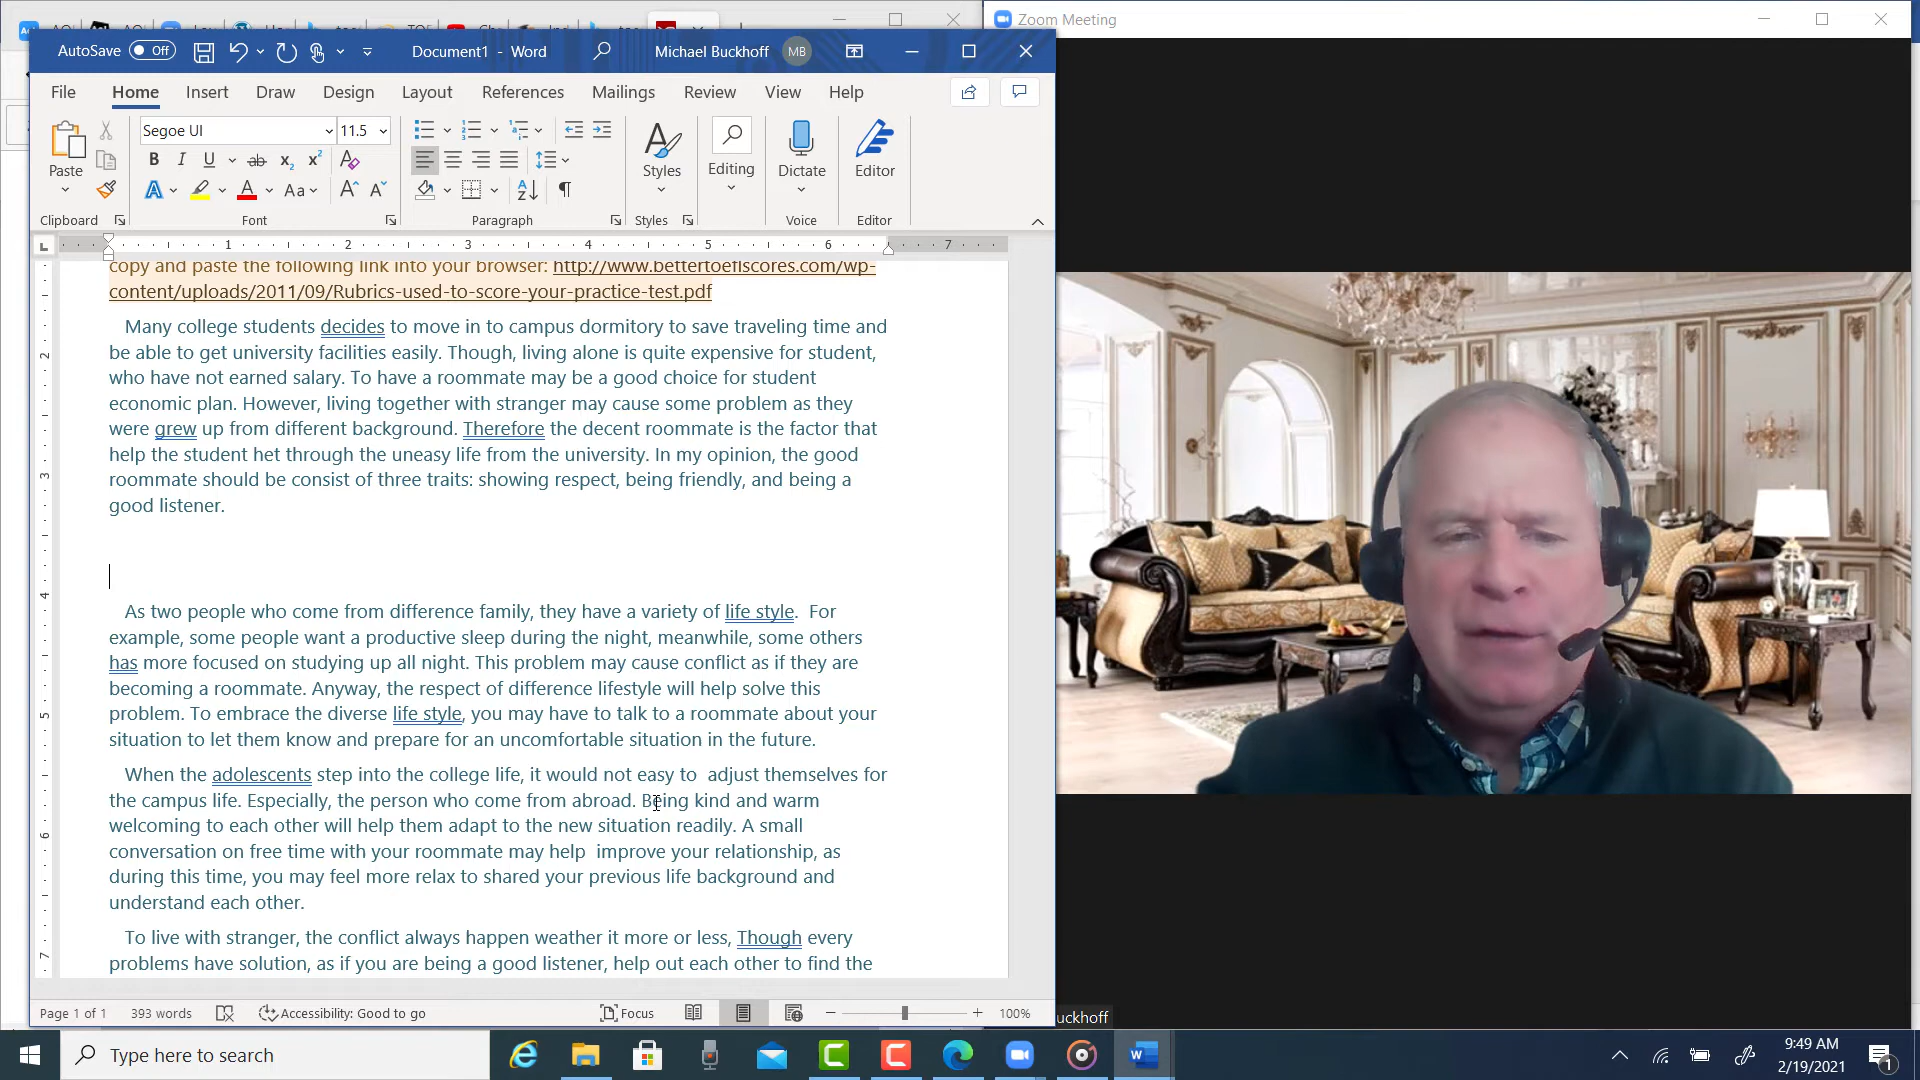 Zoom Meeting
AutoSave Off Document1 - Word Michael Buckhoff MB
File Home Insert Draw Design Layout References Mailings Review View Help
Segoe UI 11.5
Paste Styles Editing Dictate Editor
Clipboard Font Paragraph Styles Voice Editor
1 2 3 4 5 6 7
copy and paste the following link into your browser: http://www.bettertoeflscores.com/wp-
content/uploads/2011/09/Rubrics-used-to-score-your-practice-test.pdf
Many college students decides to move in to campus dormitory to save traveling time and
be able to get university facilities easily. Though, living alone is quite expensive for student,
who have not earned salary. To have a roommate may be a good choice for student
economic plan. However, living together with stranger may cause some problem as they
were grew up from different background. Therefore the decent roommate is the factor that
help the student het through the uneasy life from the university. In my opinion, the good
roommate should be consist of three traits: showing respect, being friendly, and being a
good listener.
As two people who come from difference family, they have a variety of life style.  For
example, some people want a productive sleep during the night, meanwhile, some others
has more focused on studying up all night. This problem may cause conflict as if they are
becoming a roommate. Anyway, the respect of difference lifestyle will help solve this
problem. To embrace the diverse life style, you may have to talk to a roommate about your
situation to let them know and prepare for an uncomfortable situation in the future.
When the adolescents step into the college life, it would not easy to  adjust themselves for
the campus life. Especially, the person who come from abroad. Being kind and warm
welcoming to each other will help them adapt to the new situation readily. A small
conversation on free time with your roommate may help  improve your relationship, as
during this time, you may feel more relax to shared your previous life background and
understand each other.
To live with stranger, the conflict always happen weather it more or less, Though every
problems have solution, as if you are being a good listener, help out each other to find the
Page 1 of 1 393 words Accessibility: Good to go Focus 100%
uckhoff
Type here to search
9:49 AM
2/19/2021
1